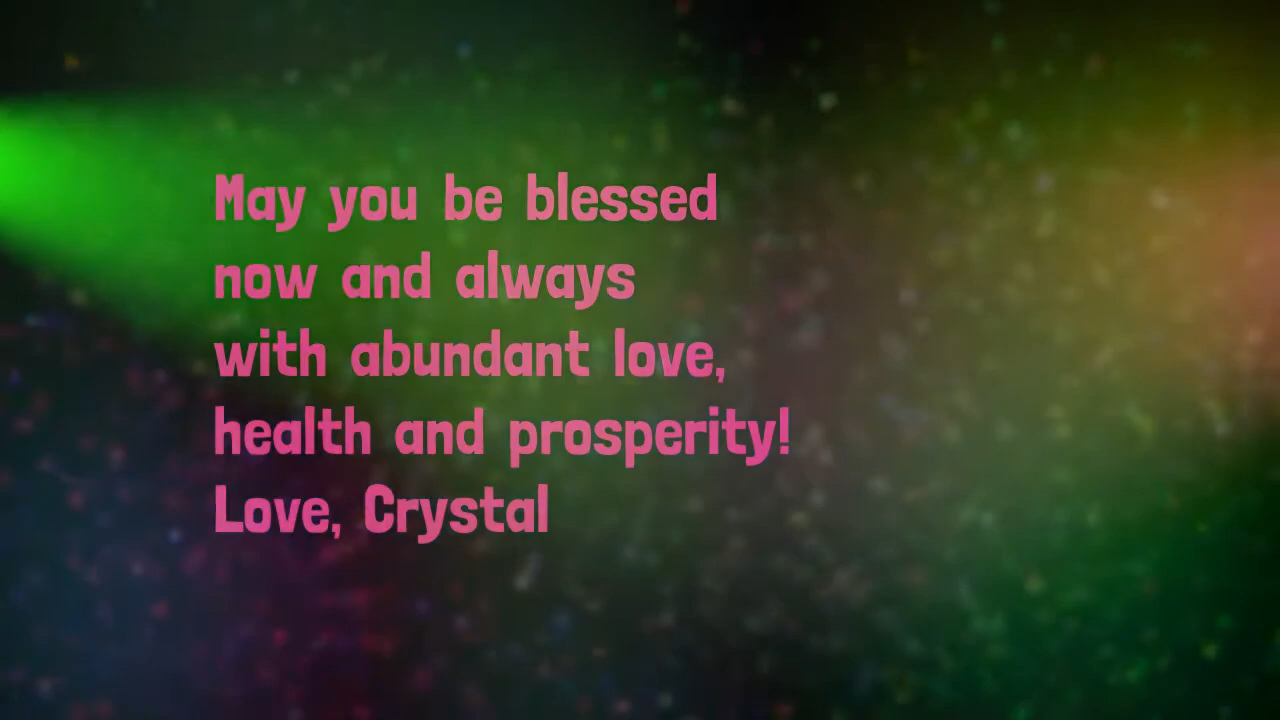 May you be blessed
now and always
with abundant love,
health and prosperity!
Love, Crystal